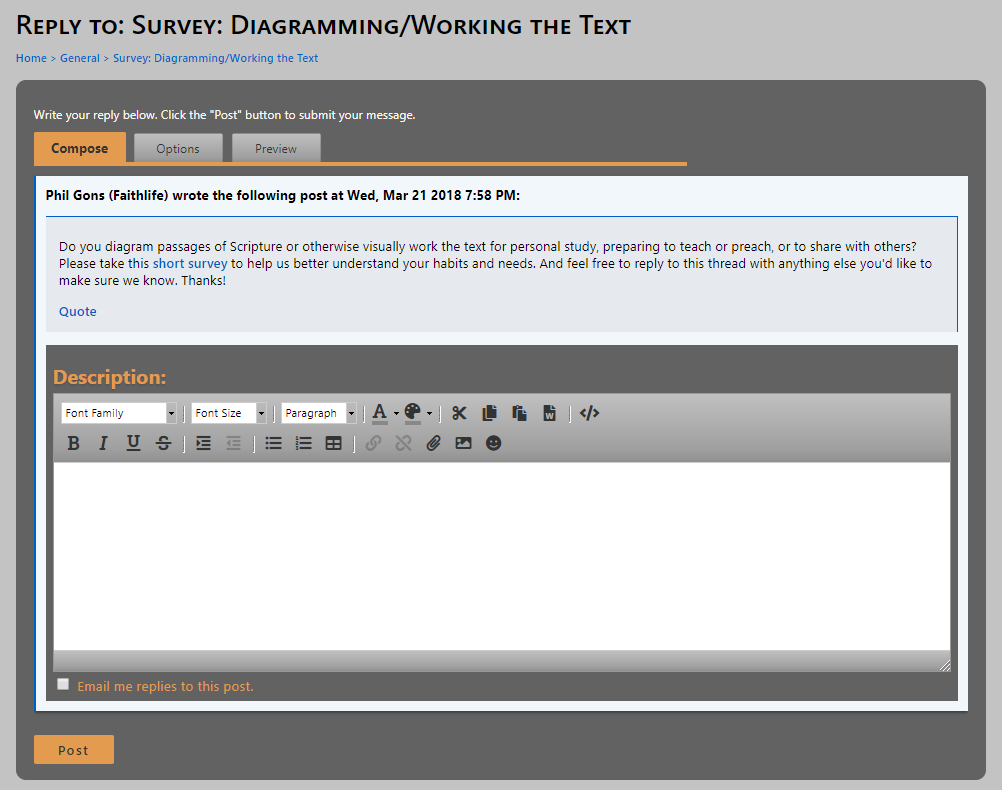 Reply to: Survey: Diagramming/Working the Text
Home > General > Survey: Diagramming/Working the Text
Write your reply below. Click the "Post" button to submit your message.
Compose Options Preview
Phil Gons (Faithlife) wrote the following post at Wed, Mar 21 2018 7:58 PM:
Do you diagram passages of Scripture or otherwise visually work the text for personal study, preparing to teach or preach, or to share with others?
Please take this short survey to help us better understand your habits and needs. And feel free to reply to this thread with anything else you'd like to
make sure we know. Thanks!
Quote
Description:
Font Family Font Size Paragraph A W </>
B I U S
Email me replies to this post.
Post